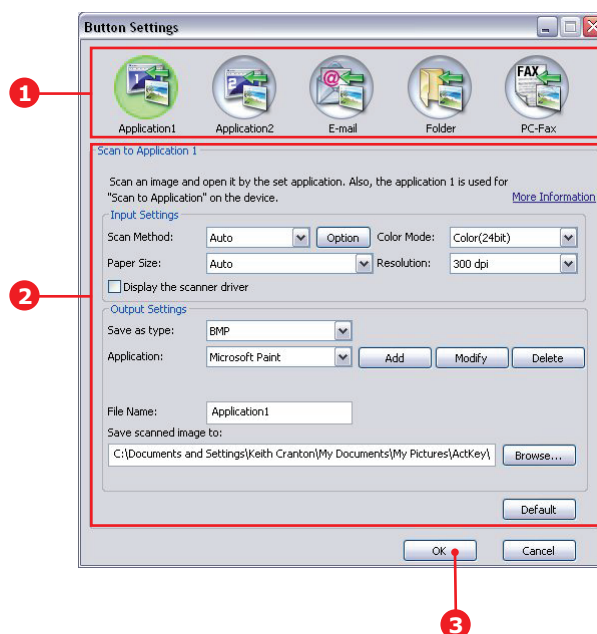 Button Settings
1
FAX
Application1 Application2 E-mail Folder PC-Fax
Scan to Application 1
Scan an image and open it by the set application. Also, the application 1 is used for
"Scan to Application" on the device. More Information
Input Settings
Scan Method: Auto Option Color Mode: Color(24bit)
Paper Size: Auto Resolution: 300 dpi
2
Display the scanner driver
Output Settings
Save as type: BMP
Application: Microsoft Paint Add Modify Delete
File Name: Application1
Save scanned image to:
C:\Documents and Settings\Keith Cranton\My Documents\My Pictures\ActKey\ Browse...
Default
OK Cancel
3